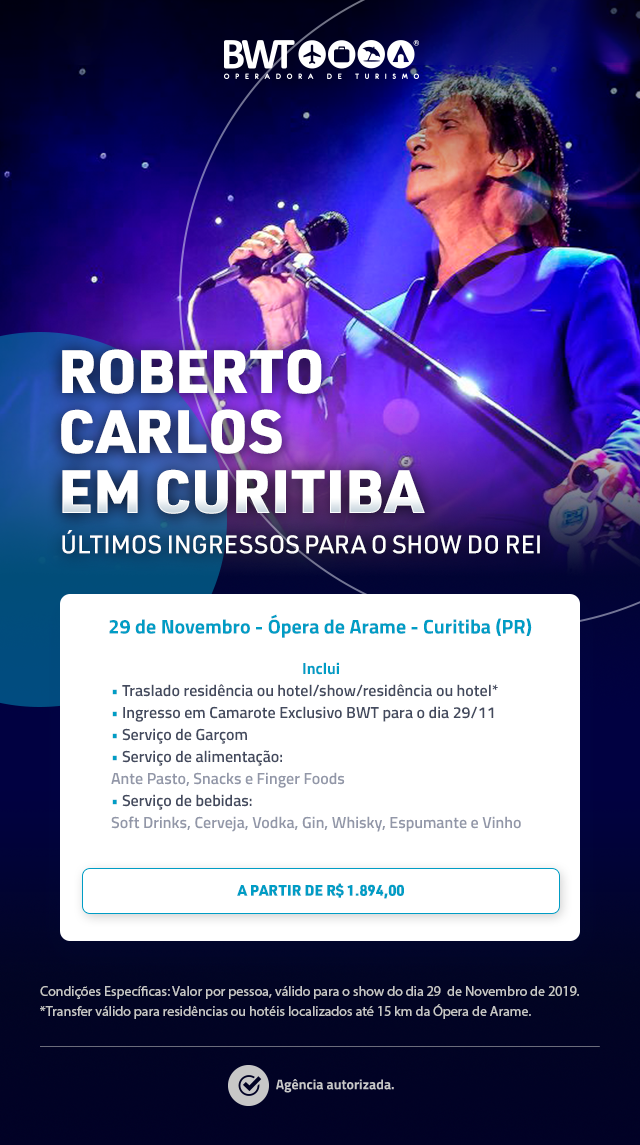 BWT
OPERADORA DE TURISMO
ROBERTO
CARLOS
EM CURITIBA
ÚLTIMOS INGRESSOS PARA O SHOW DO REI
29 de Novembro - Ópera de Arame - Curitiba (PR)
Inclui
▪ Traslado residência ou hotel/show/residência ou hotel*
▪ Ingresso em Camarote Exclusivo BWT para o dia 29/11
▪ Serviço de Garçom
▪ Serviço de alimentação:
Ante Pasto, Snacks e Finger Foods
▪ Serviço de bebidas:
Soft Drinks, Cerveja, Vodka, Gin, Whisky, Espumante e Vinho
A PARTIR DE R$ 1.894,00
Condições Específicas: Valor por pessoa, válido para o show do dia 29 de Novembro de 2019.
*Transfer válido para residências ou hotéis localizados até 15 km da Ópera de Arame.
Agência autorizada.